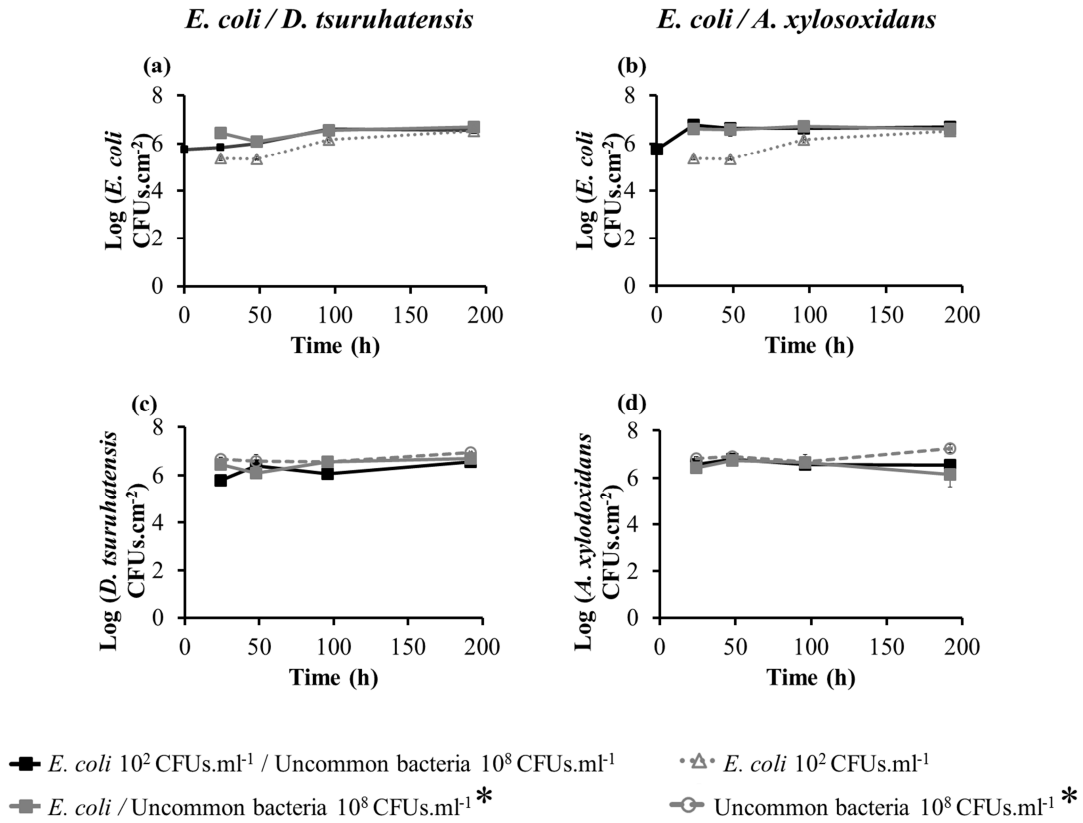 E. coli / D. tsuruhatensis
E. coli / A. xylosoxidans
(a)
8
6
4
2
0
Log (E. coli
CFUs.cm-2)
0 50 100 150 200
Time (h)
(b)
8
6
4
2
0
Log (E. coli
CFUs.cm-2)
0 50 100 150 200
Time (h)
(c)
8
6
4
2
0
Log (D. tsuruhatensis
CFUs.cm-2)
0 50 100 150 200
Time (h)
(d)
8
6
4
2
0
Log (A. xylodoxidans
CFUs.cm-2)
0 50 100 150 200
Time (h)
E. coli 10² CFUs.ml-1 / Uncommon bacteria 10⁸ CFUs.ml-1
E. coli 10² CFUs.ml-1
E. coli / Uncommon bacteria 10⁸ CFUs.ml-1 *
Uncommon bacteria 10⁸ CFUs.ml-1 *